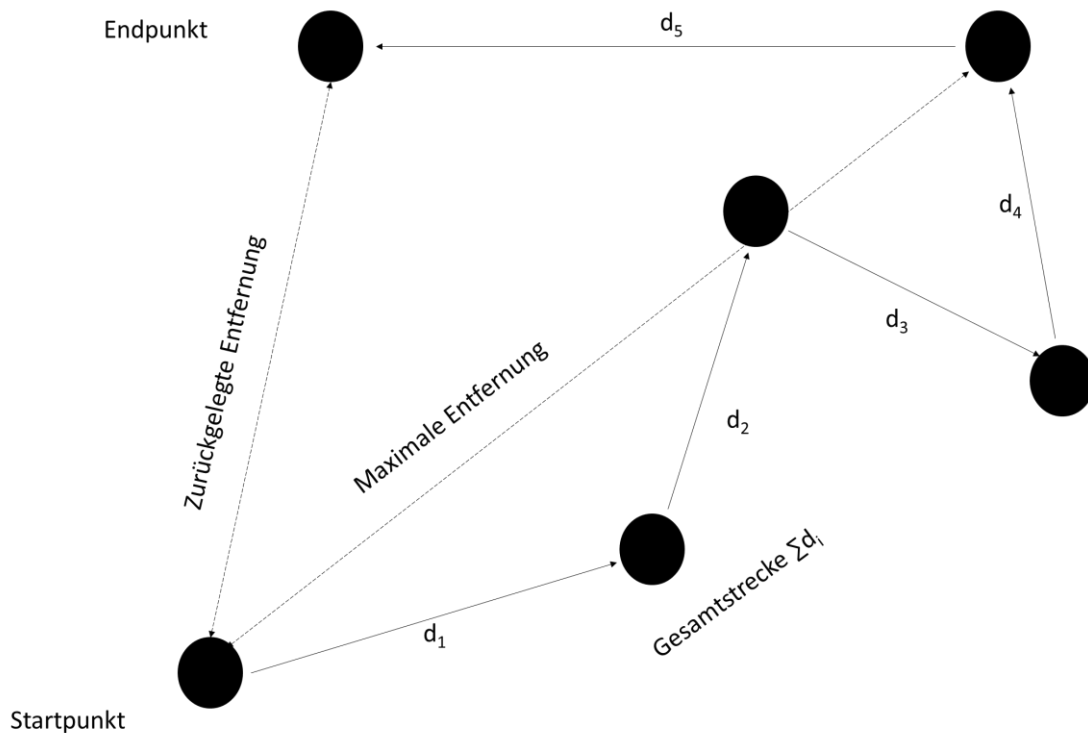 Endpunkt
d₅
d₄
Zurückgelegte Entfernung
d₃
Maximale Entfernung
d₂
Gesamtstrecke ∑dᵢ
d₁
Startpunkt